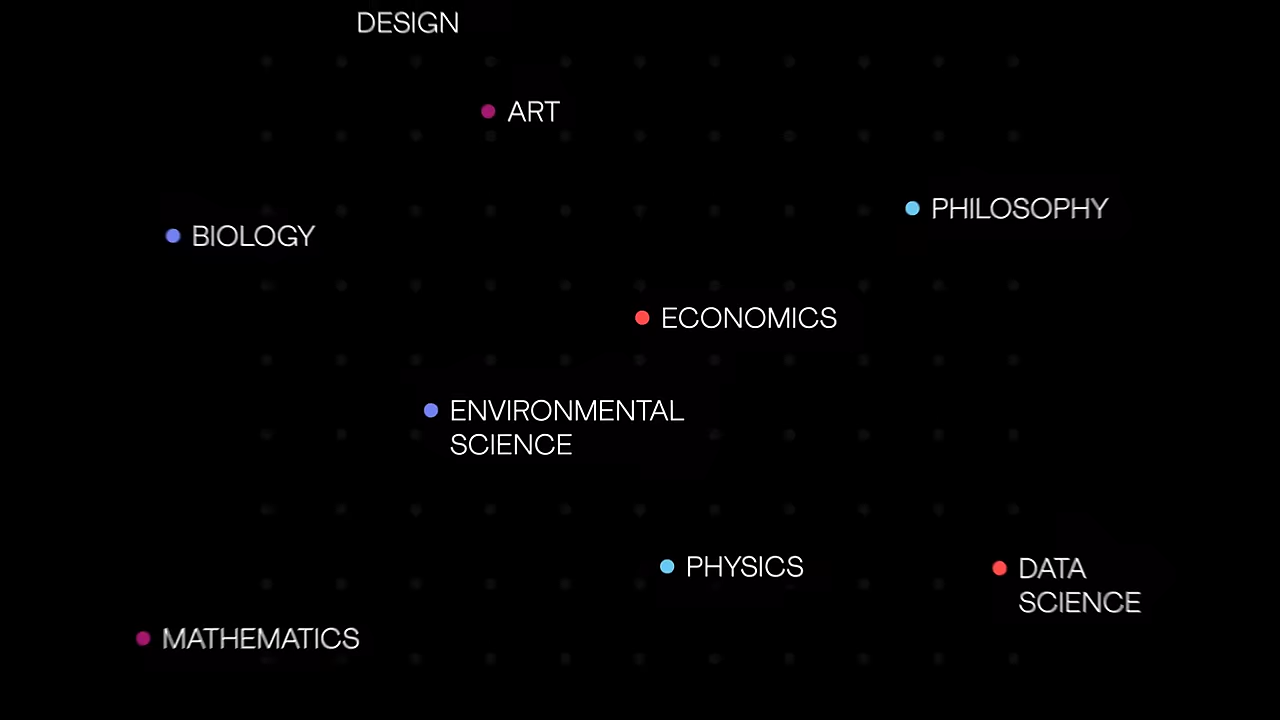 DESIGN
ART
PHILOSOPHY
BIOLOGY
ECONOMICS
ENVIRONMENTAL
SCIENCE
PHYSICS
DATA
SCIENCE
MATHEMATICS